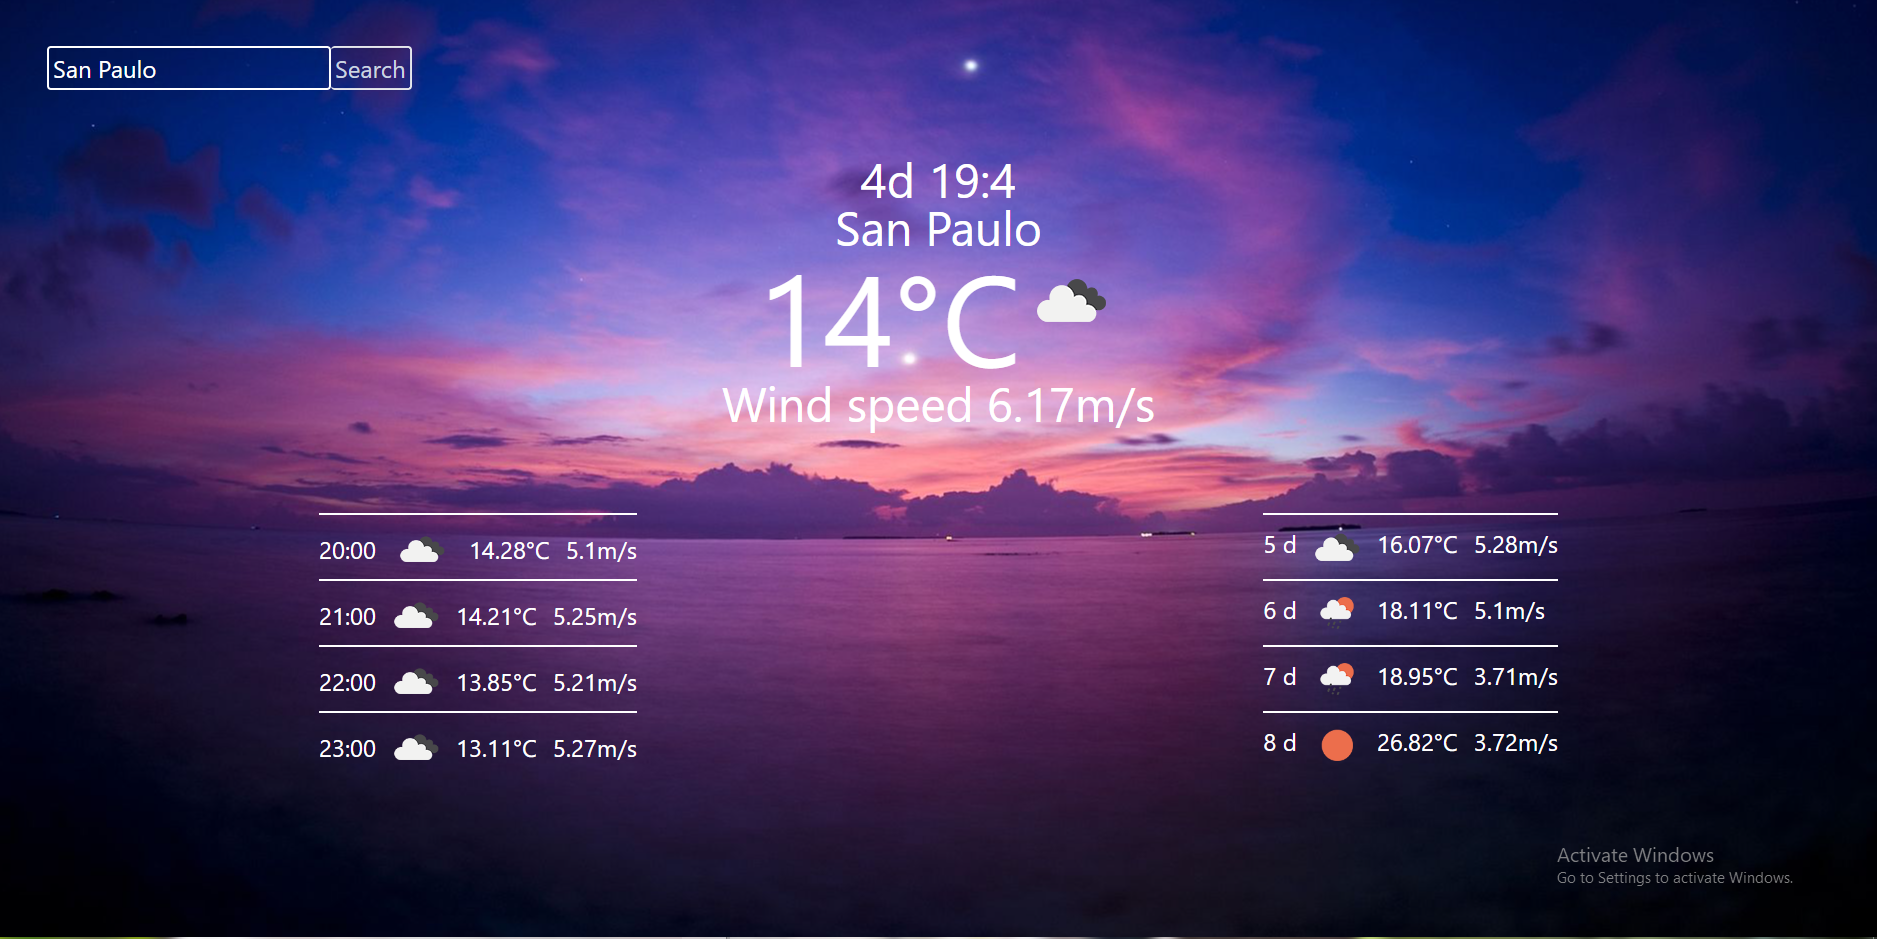 San Paulo Search
4d 19:4
San Paulo
14°C
Wind speed 6.17m/s
20:00 14.28°C 5.1m/s
21:00 14.21°C 5.25m/s
22:00 13.85°C 5.21m/s
23:00 13.11°C 5.27m/s
5 d 16.07°C 5.28m/s
6 d 18.11°C 5.1m/s
7 d 18.95°C 3.71m/s
8 d 26.82°C 3.72m/s
Activate Windows
Go to Settings to activate Windows.